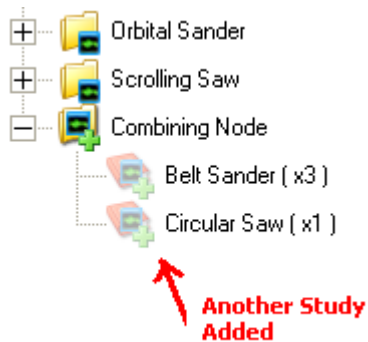 Orbital Sander
Scrolling Saw
Combining Node
Belt Sander ( x3 )
Circular Saw ( x1 )
Another Study
Added